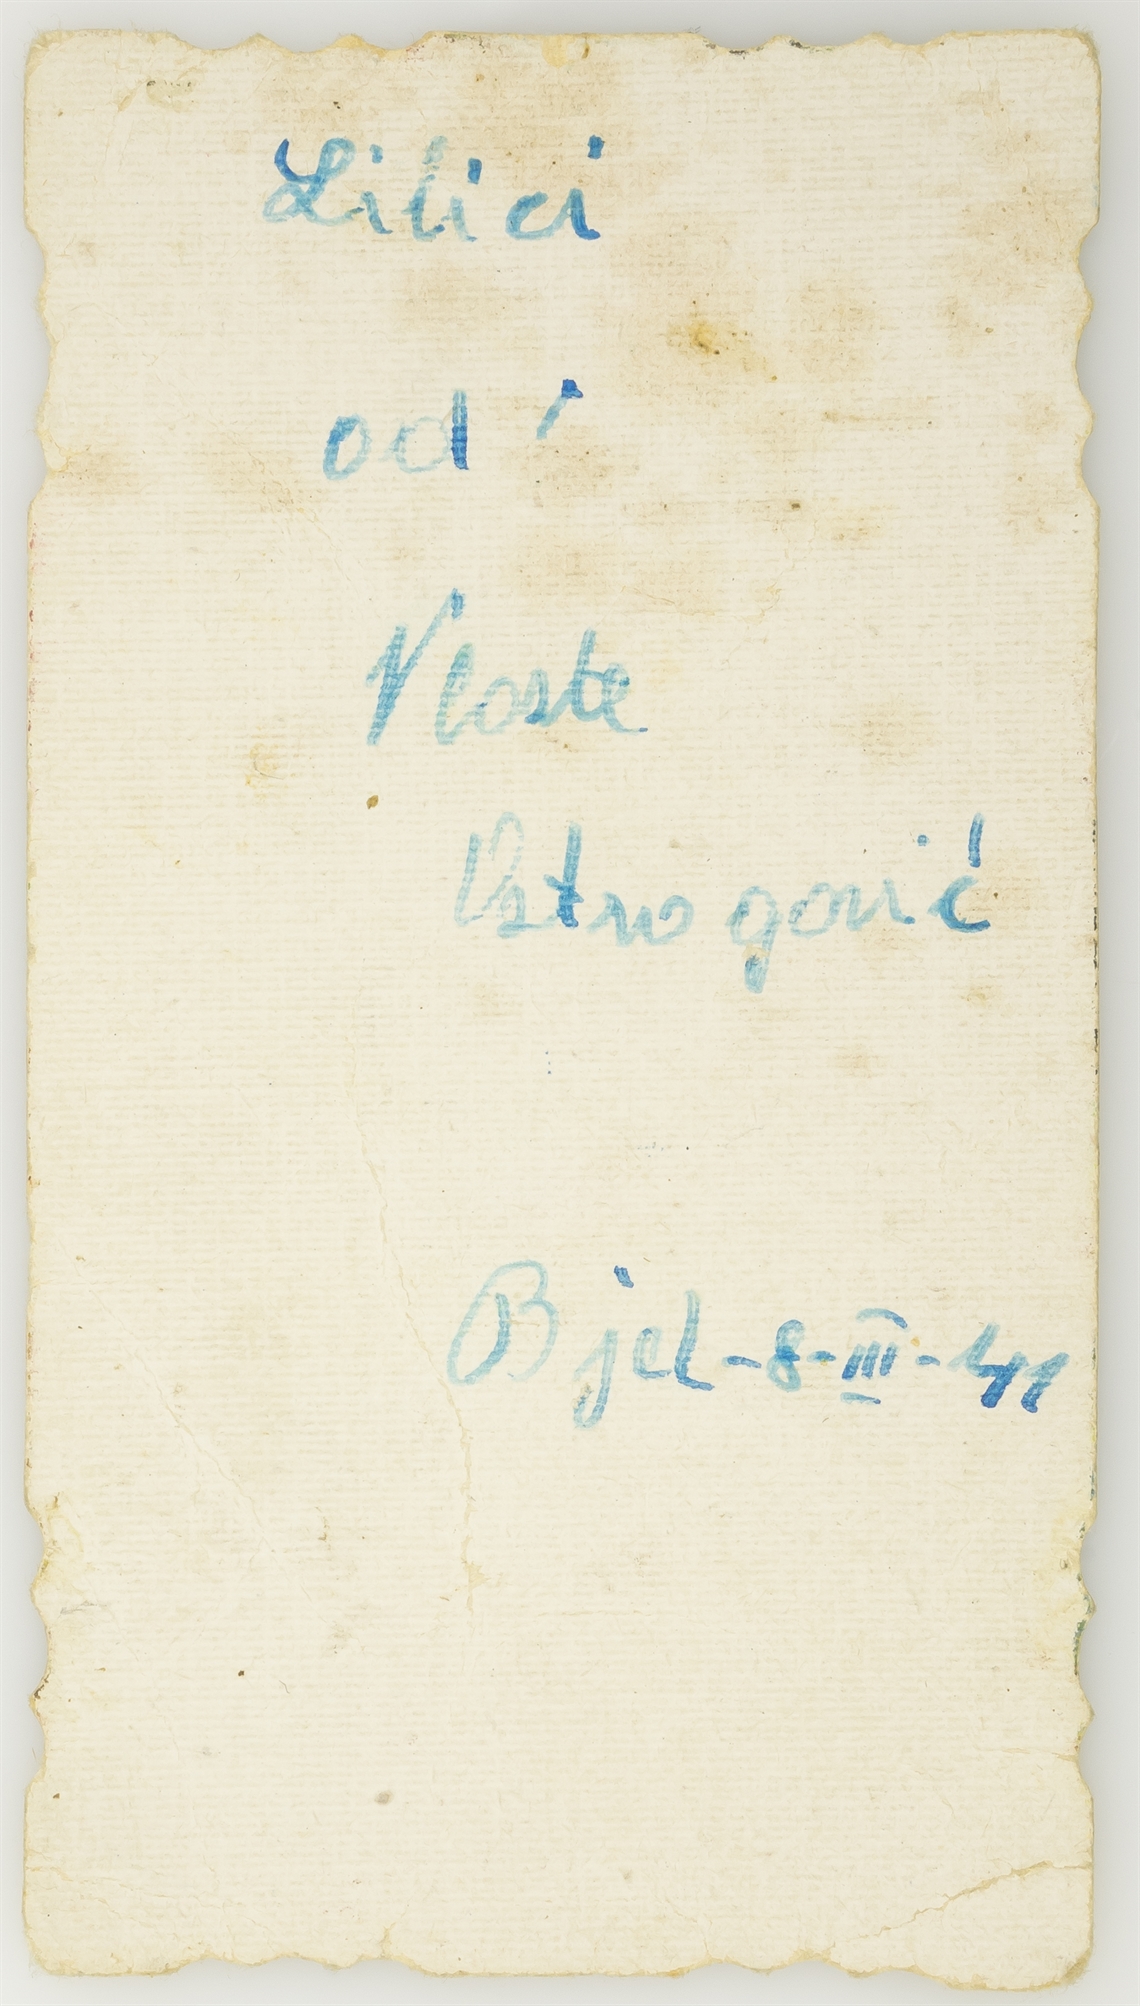 Lilici
od
Vlaste
Ostrogović
Bjel-8-III-41